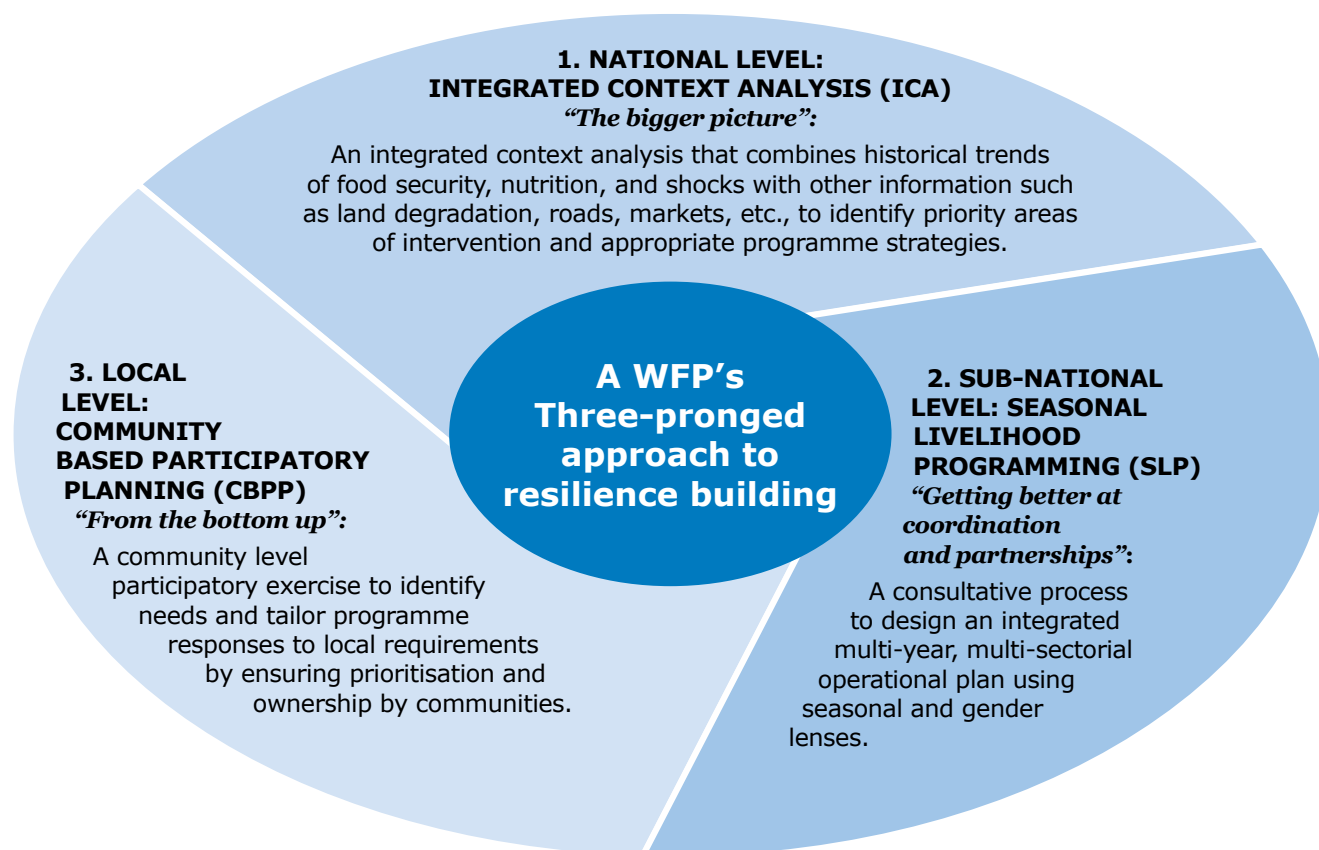 1. NATIONAL LEVEL:
INTEGRATED CONTEXT ANALYSIS (ICA)
“The bigger picture”:
An integrated context analysis that combines historical trends
of food security, nutrition, and shocks with other information such
as land degradation, roads, markets, etc., to identify priority areas
of intervention and appropriate programme strategies.
A WFP’s
Three-pronged
approach to
resilience building
2. SUB-NATIONAL
LEVEL: SEASONAL
LIVELIHOOD
PROGRAMMING (SLP)
“Getting better at
coordination
and partnerships”:
A consultative process
to design an integrated
multi-year, multi-sectorial
operational plan using
seasonal and gender
lenses.
3. LOCAL
LEVEL:
COMMUNITY
BASED PARTICIPATORY
PLANNING (CBPP)
“From the bottom up”:
A community level
participatory exercise to identify
needs and tailor programme
responses to local requirements
by ensuring prioritisation and
ownership by communities.